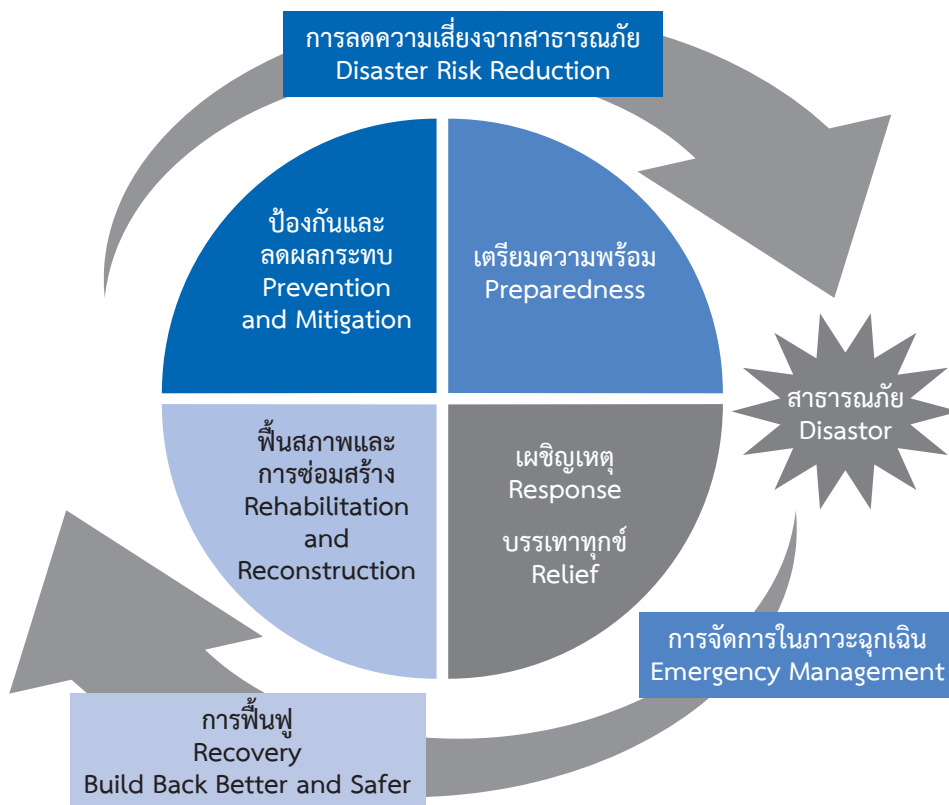 การลดความเสี่ยงจากสาธารณภัย
Disaster Risk Reduction
ป้องกันและ
ลดผลกระทบ
Prevention
and Mitigation
เตรียมความพร้อม
Preparedness
สาธารณภัย
Disastor
ฟื้นสภาพและ
การซ่อมสร้าง
Rehabilitation
and
Reconstruction
เผชิญเหตุ
Response
บรรเทาทุกข์
Relief
การจัดการในภาวะฉุกเฉิน
Emergency Management
การฟื้นฟู
Recovery
Build Back Better and Safer